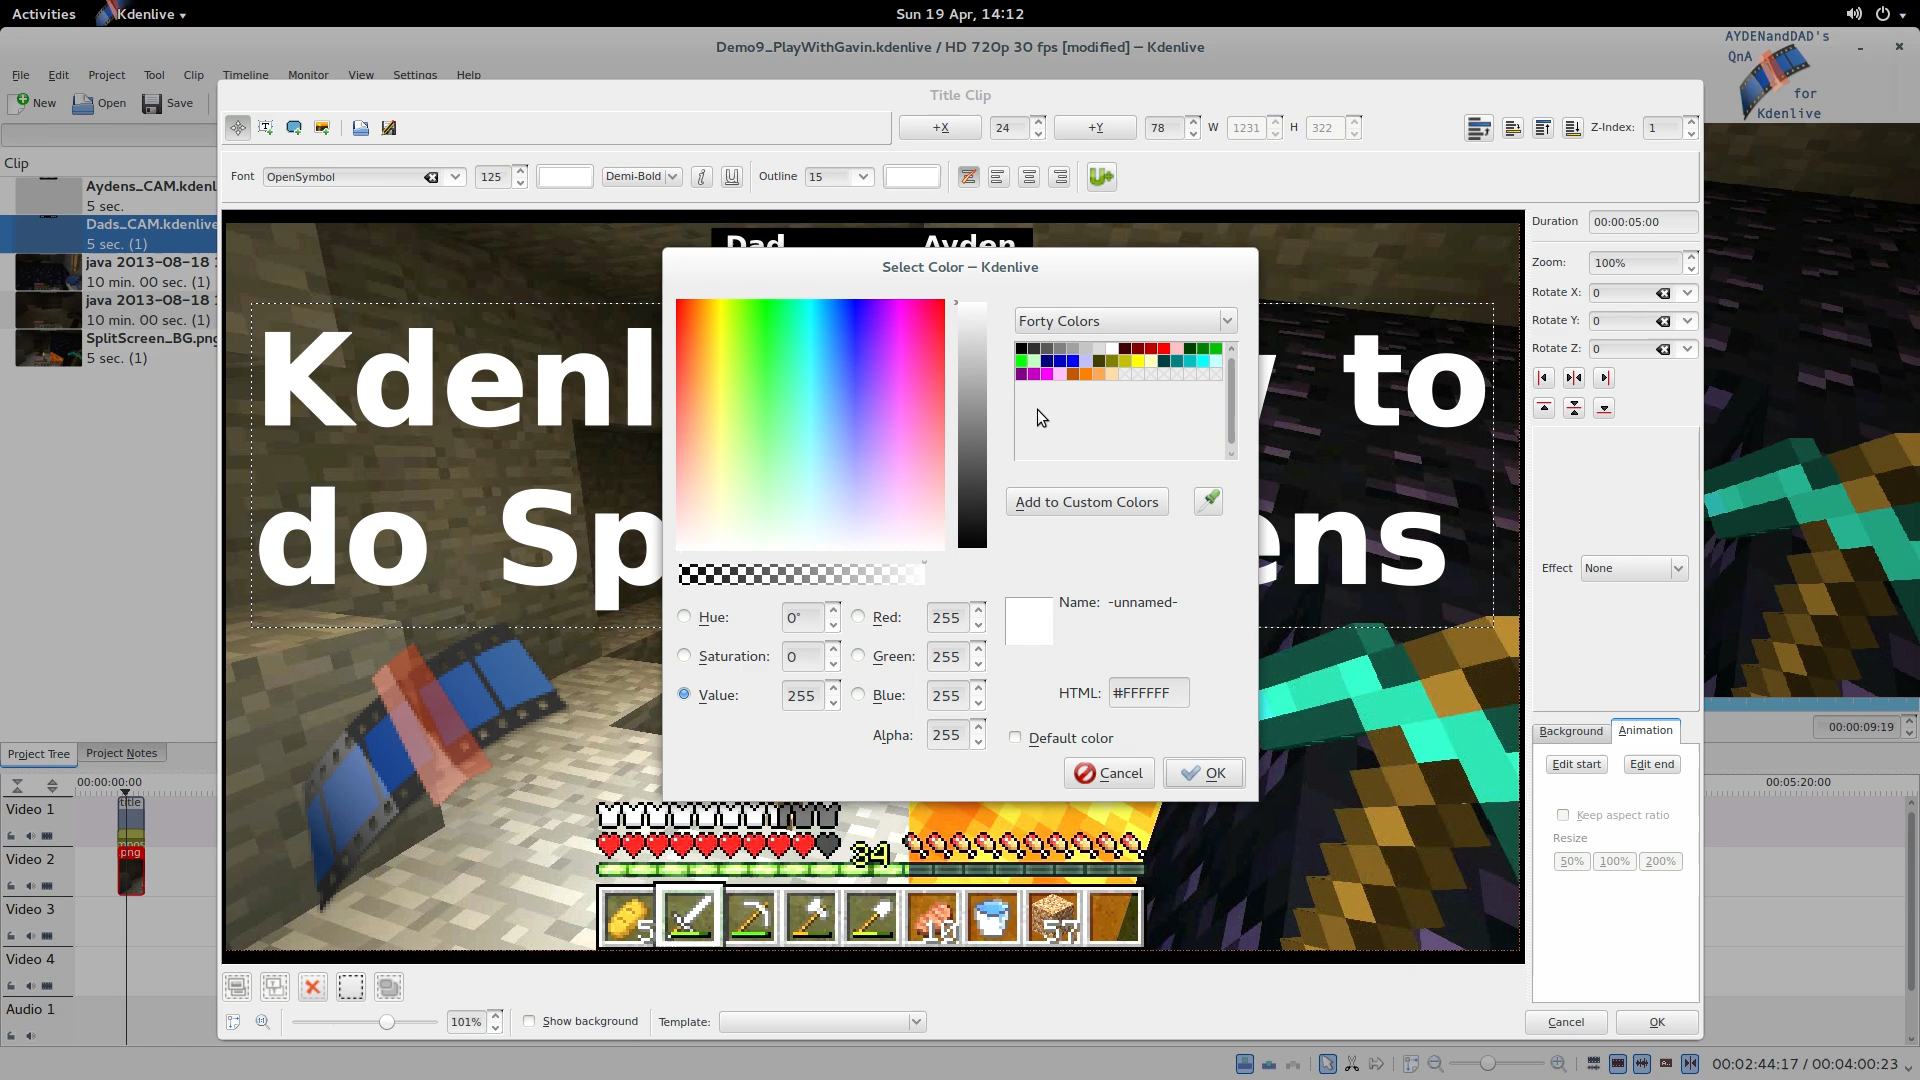 Activities
Kdenlive
Sun 19 Apr, 14:12
Demo9_PlayWithGavin.kdenlive / HD 720p 30 fps [modified] – Kdenlive
AYDENandDAD's
QnA
for
Kdenlive
File Edit Project Tool Clip Timeline Monitor View Settings Help
New Open Save
Title Clip
+X 24 +Y 78 W 1231 H 322 Z-Index: 1
Font OpenSymbol 125 Demi-Bold Outline 15
Clip
Aydens_CAM.kdenl
5 sec.
Dads_CAM.kdenlive
5 sec. (1)
java 2013-08-18
10 min. 00 sec. (1)
java 2013-08-18
10 min. 00 sec. (1)
SplitScreen_BG.png
5 sec. (1)
Dad Ayden
Kdenl to
do Sp ens
34
5 10 57
Select Color – Kdenlive
Forty Colors
Add to Custom Colors
Name: -unnamed-
Hue: 0° Red: 255
Saturation: 0 Green: 255
Value: 255 Blue: 255
HTML: #FFFFFF
Alpha: 255
Default color
Cancel OK
Duration 00:00:05:00
Zoom: 100%
Rotate X: 0
Rotate Y: 0
Rotate Z: 0
Effect None
Background Animation
Edit start Edit end
Keep aspect ratio
Resize
50% 100% 200%
Cancel OK
101% Show background Template:
Project Tree Project Notes
00:00:09:19
00:00:00:00
00:05:20:00
Video 1
title
Video 2
.png
Video 3
Video 4
Audio 1
00:02:44:17 / 00:04:00:23